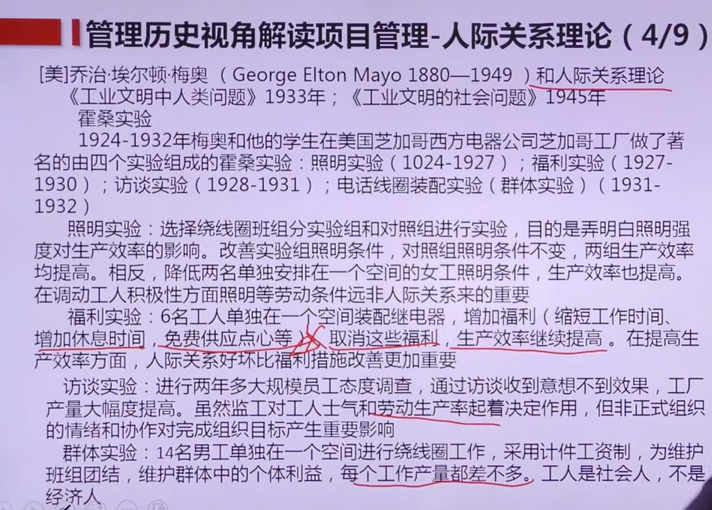 管理历史视角解读项目管理-人际关系理论（4/9）
[美]乔治·埃尔顿·梅奥（George Elton Mayo 1880—1949 ）和人际关系理论
《工业文明中人类问题》1933年；《工业文明的社会问题》1945年
霍桑实验
1924-1932年梅奥和他的学生在美国芝加哥西方电器公司芝加哥工厂做了著
名的由四个实验组成的霍桑实验：照明实验（1024-1927）；福利实验（1927-
1930）；访谈实验（1928-1931）；电话线圈装配实验（群体实验）（1931-
1932）
照明实验：选择绕线圈班组分实验组和对照组进行实验，目的是弄明白照明强
度对生产效率的影响。改善实验组照明条件，对照组照明条件不变，两组生产效率
均提高。相反，降低两名单独安排在一个空间的女工照明条件，生产效率也提高。
在调动工人积极性方面照明等劳动条件远非人际关系来的重要
福利实验：6名工人单独在一个空间装配继电器，增加福利（缩短工作时间、
增加休息时间，免费供应点心等），取消这些福利，生产效率继续提高。在提高生
产效率方面，人际关系好坏比福利措施改善更加重要
访谈实验：进行两年多大规模员工态度调查，通过访谈收到意想不到效果，工厂
产量大幅度提高。虽然监工对工人士气和劳动生产率起着决定作用，但非正式组织
的情绪和协作对完成组织目标产生重要影响
群体实验：14名男工单独在一个空间进行绕线圈工作，采用计件工资制，为维护
班组团结，维护群体中的个体利益，每个工作产量都差不多。工人是社会人，不是
经济人